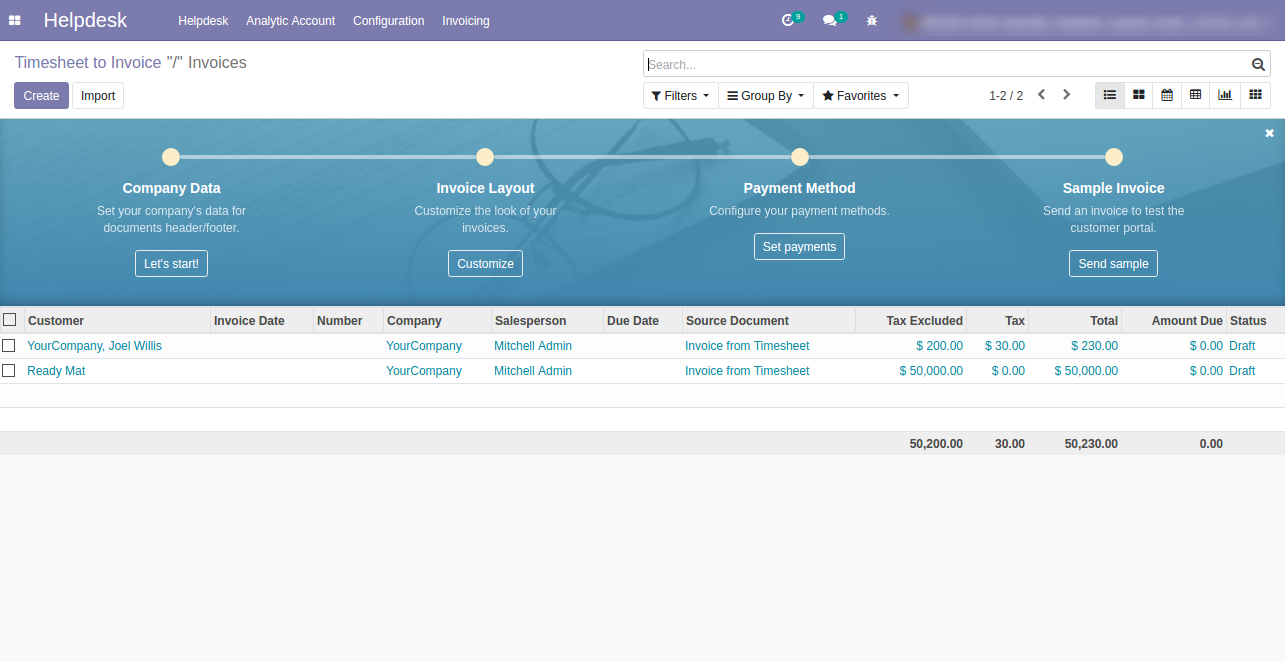 Helpdesk Helpdesk Analytic Account Configuration Invoicing 9 1
Timesheet to Invoice "/" Invoices
Search...
Create Import Filters Group By Favorites 1-2 / 2
Company Data Invoice Layout Payment Method Sample Invoice
Set your company's data for Customize the look of your Configure your payment methods. Send an invoice to test the
documents header/footer. invoices. customer portal.
Let's start! Customize Set payments Send sample
Customer Invoice Date Number Company Salesperson Due Date Source Document Tax Excluded Tax Total Amount Due Status
YourCompany, Joel Willis YourCompany Mitchell Admin Invoice from Timesheet $ 200.00 $ 30.00 $ 230.00 $ 0.00 Draft
Ready Mat YourCompany Mitchell Admin Invoice from Timesheet $ 50,000.00 $ 0.00 $ 50,000.00 $ 0.00 Draft
50,200.00 30.00 50,230.00 0.00